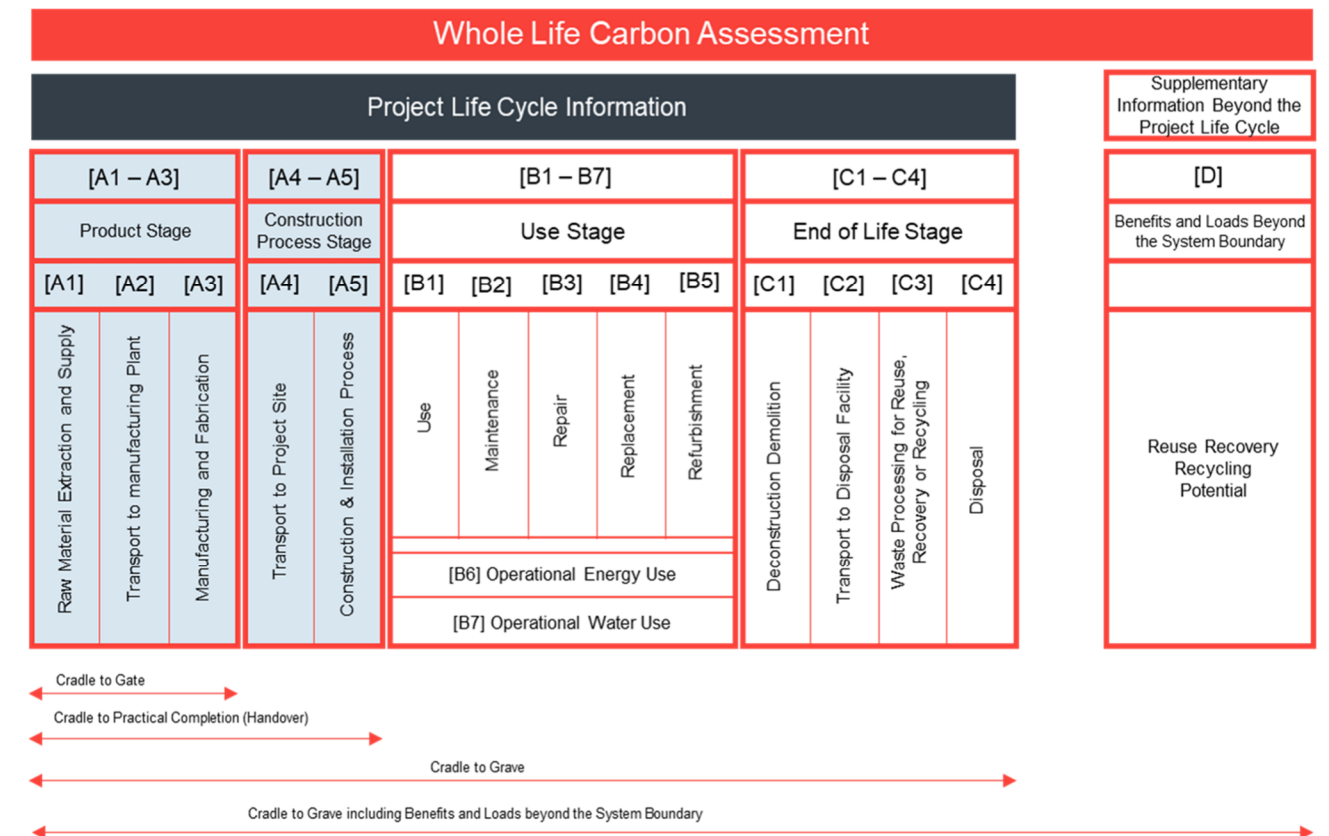 Whole Life Carbon Assessment
Project Life Cycle Information
Supplementary
Information Beyond the
Project Life Cycle
[A1 – A3]
[A4 – A5]
[B1 – B7]
[C1 – C4]
[D]
Product Stage
Construction
Process Stage
Use Stage
End of Life Stage
Benefits and Loads Beyond
the System Boundary
[A1]
[A2]
[A3]
[A4]
[A5]
[B1]
[B2]
[B3]
[B4]
[B5]
[C1]
[C2]
[C3]
[C4]
Raw Material Extraction and Supply
Transport to manufacturing Plant
Manufacturing and Fabrication
Transport to Project Site
Construction & Installation Process
Use
Maintenance
Repair
Replacement
Refurbishment
[B6] Operational Energy Use
[B7] Operational Water Use
Deconstruction Demolition
Transport to Disposal Facility
Waste Processing for Reuse,
Recovery or Recycling
Disposal
Reuse Recovery
Recycling
Potential
Cradle to Gate
Cradle to Practical Completion (Handover)
Cradle to Grave
Cradle to Grave including Benefits and Loads beyond the System Boundary